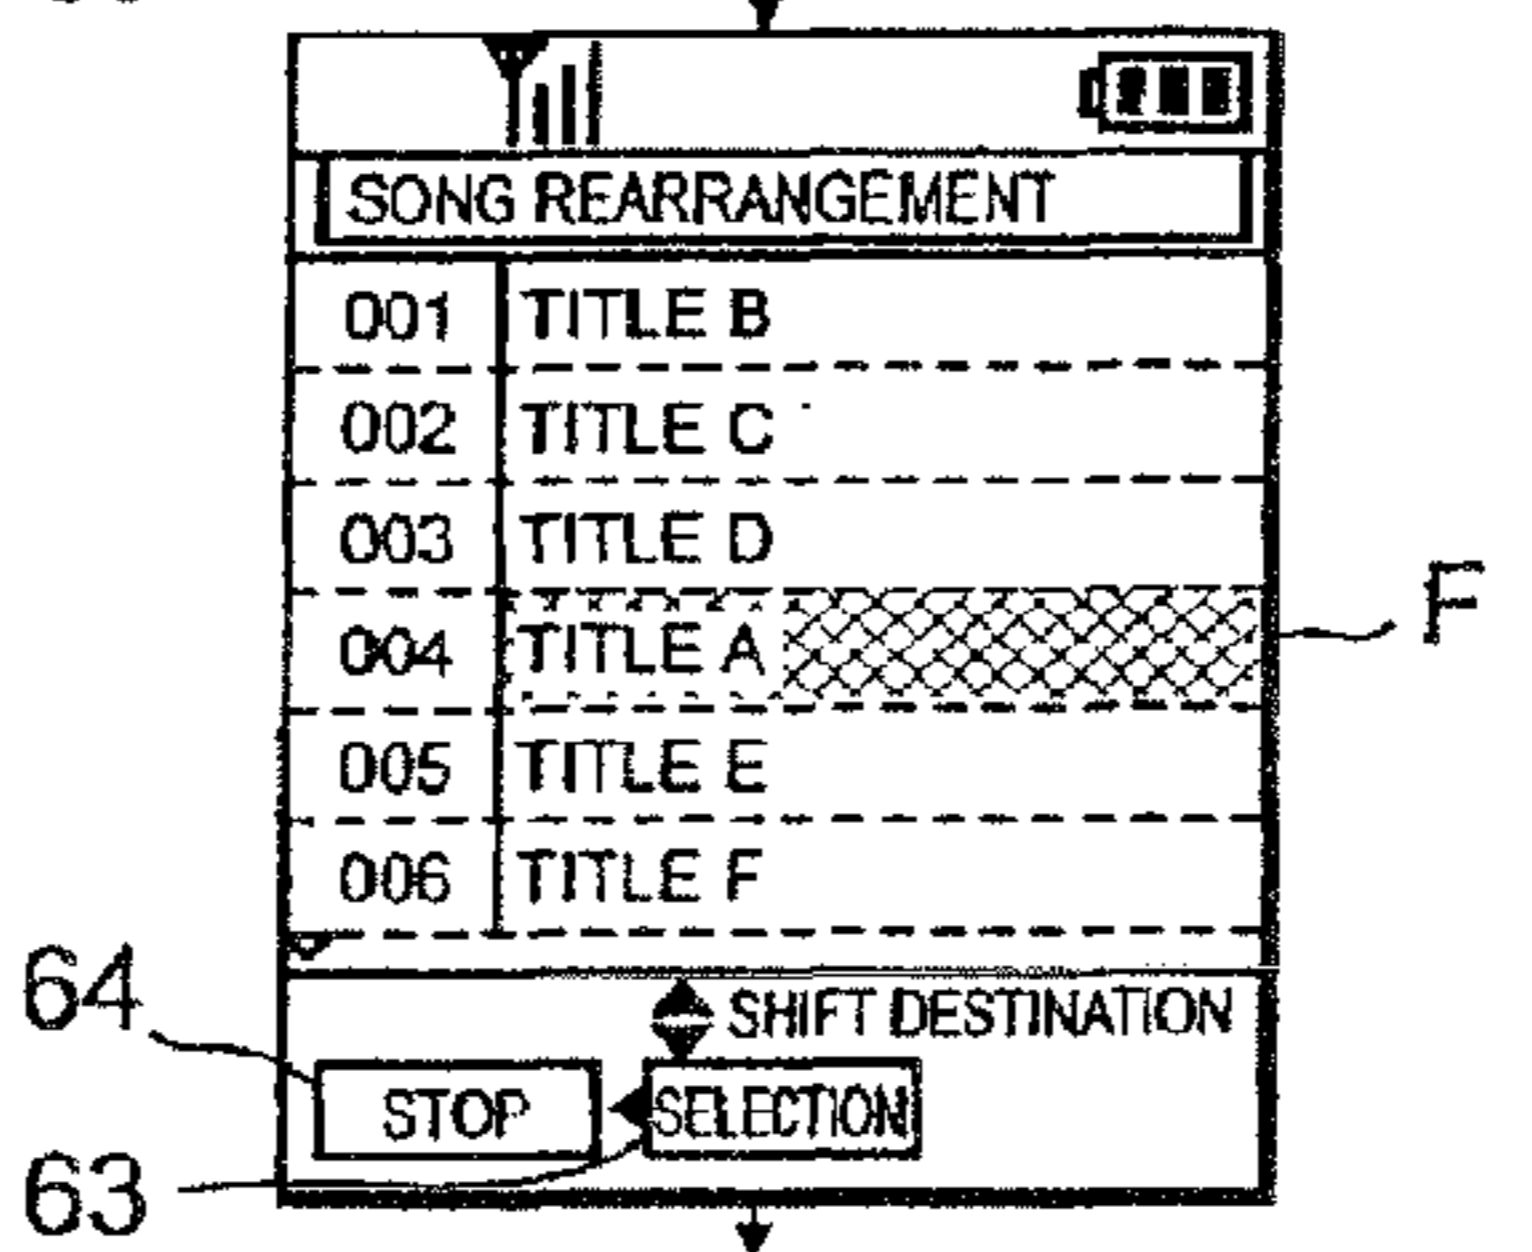 SONG REARRANGEMENT
001 TITLE B
002 TITLE C
003 TITLE D
004 TITLE A
F
005 TITLE E
006 TITLE F
64
SHIFT DESTINATION
STOP SELECTION
63